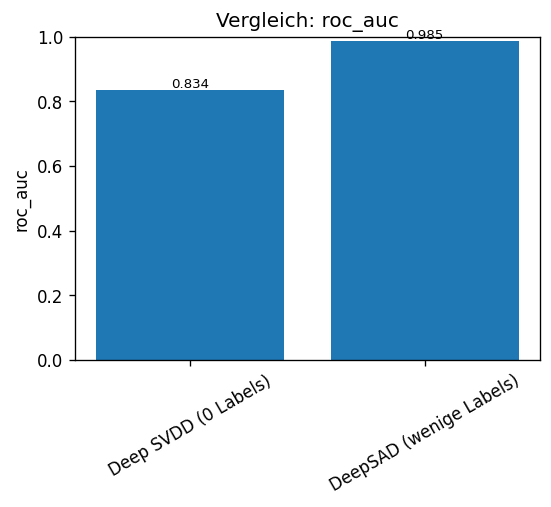 Vergleich: roc_auc
0.985
0.834
roc_auc
1.0
0.8
0.6
0.4
0.2
0.0
Deep SVDD (0 Labels)
DeepSAD (wenige Labels)